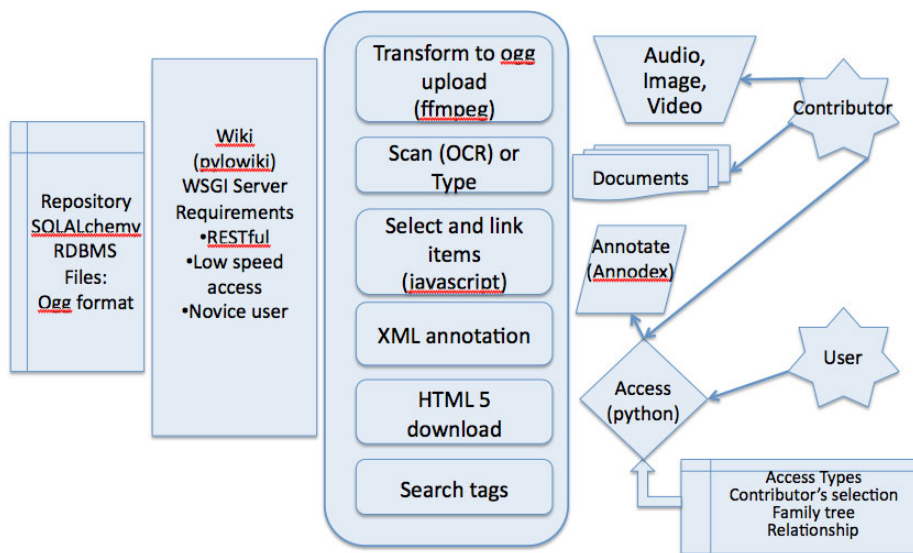 Repository
SQLALchemy
RDBMS
Files:
Ogg format
Wiki
(pylowiki)
WSGI Server
Requirements
•RESTful
•Low speed
access
•Novice user
Transform to ogg
upload
(ffmpeg)
Scan (OCR) or
Type
Select and link
items
(javascript)
XML annotation
HTML 5
download
Search tags
Audio,
Image,
Video
Contributor
Documents
Annotate
(Annodex)
User
Access
(python)
Access Types
Contributor's selection
Family tree
Relationship